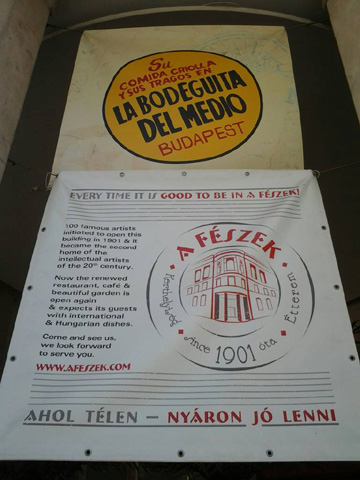 Su
COMIDA CRIOLLA
Y SUS TRAGOS EN
LA BODEGUITA
DEL MEDIO
BUDAPEST
EVERY TIME IT IS GOOD TO BE IN A FÉSZEK!
100 famous artists
initiated to open this
building in 1901 & it
became the second
home of the
intellectual artists
of the 20th century.
Now the renewed
restaurant, café &
beautiful garden is
open again
& expects its guests
with international
& Hungarian dishes.
Come and see us,
we look forward
to serve you.
WWW.AFESZEK.COM
• A FÉSZEK •
Étterem
Since 1901 óta
AHOL TÉLEN – NYÁRON JÓ LENNI